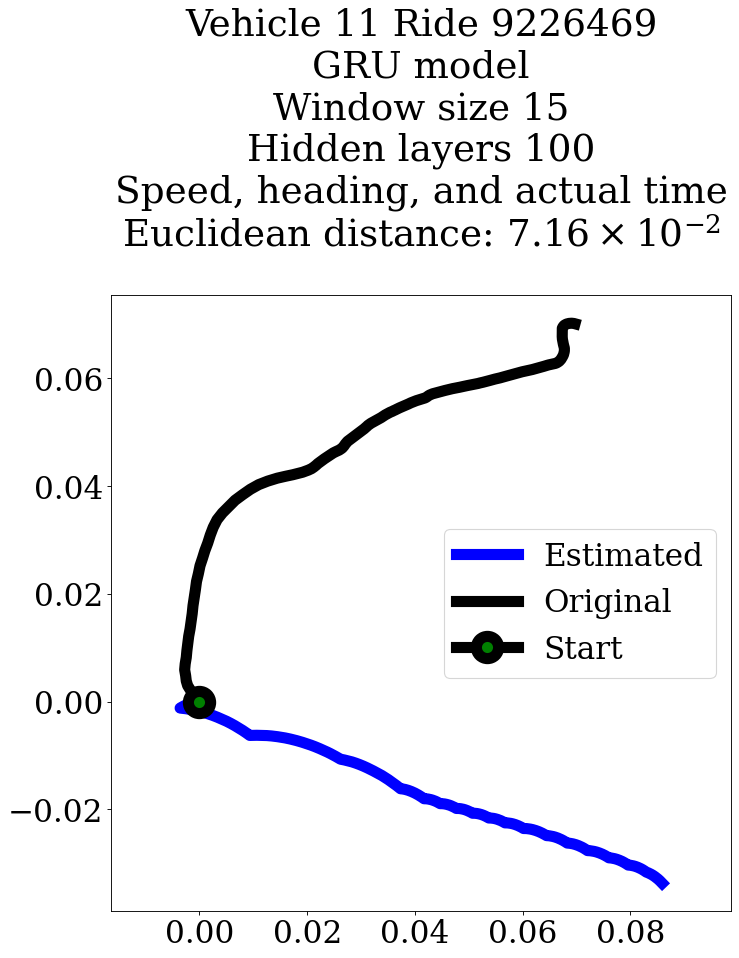 Vehicle 11 Ride 9226469
GRU model
Window size 15
Hidden layers 100
Speed, heading, and actual time
Euclidean distance: 7.16 × 10⁻²
0.06
0.04
0.02
0.00
−0.02
Estimated
Original
Start
0.00 0.02 0.04 0.06 0.08